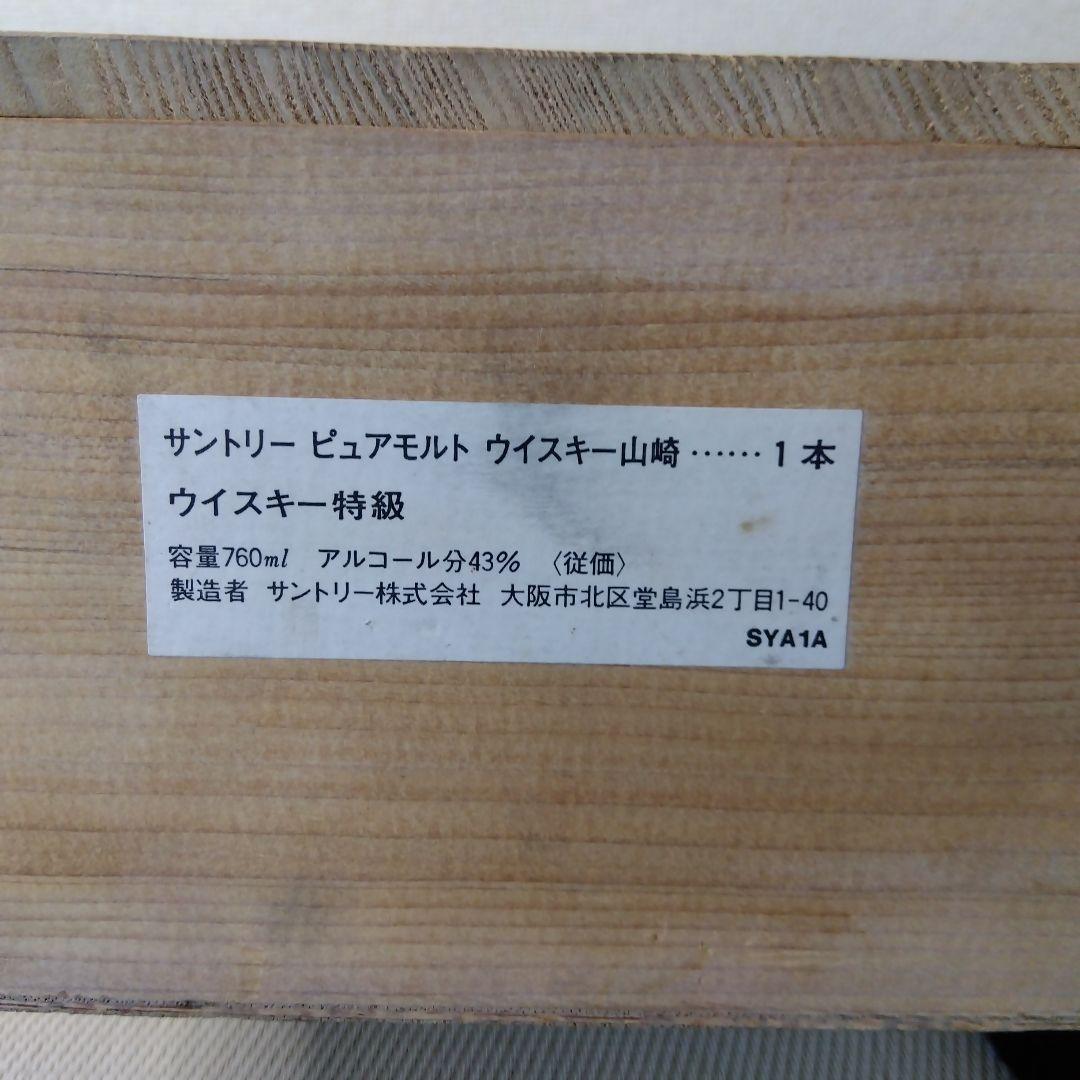 サントリー ピュアモルト ウイスキー山崎……1本
ウイスキー特級
容量760ml アルコール分43% 〈従価〉
製造者 サントリー株式会社 大阪市北区堂島浜2丁目1-40
SYA1A